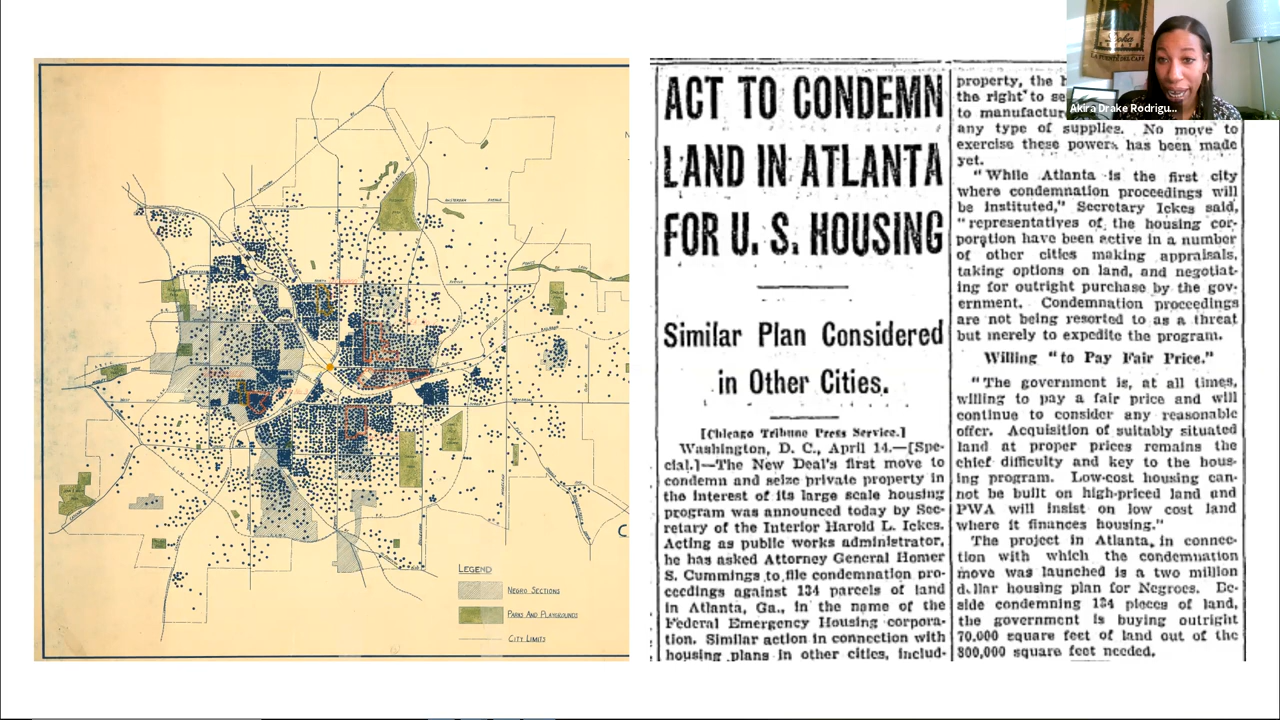 LEGEND
NEGRO SECTIONS
PARKS AND PLAYGROUNDS
CITY LIMITS
ACT TO CONDEMN
LAND IN ATLANTA
FOR U. S. HOUSING
Similar Plan Considered
in Other Cities.
[Chicago Tribune Press Service.]
Washington, D. C., April 14.—[Spe-
cial.]—The New Deal's first move to
condemn and seize private property in
the interest of its large scale housing
program was announced today by Sec-
retary of the Interior Harold L. Ickes.
Acting as public works administrator,
he has asked Attorney General Homer
S. Cummings to file condemnation pro-
ceedings against 134 parcels of land
in Atlanta, Ga., in the name of the
Federal Emergency Housing corpora-
tion. Similar action in connection with
housing plans in other cities, includ-
property, the
the right to se
to manufactur
any type of supplies. No move to
exercise these powers has been made
yet.
"While Atlanta is the first city
where condemnation proceedings will
be instituted," Secretary Ickes said,
"representatives of the housing cor-
poration have been active in a number
of other cities making appraisals,
taking options on land, and negotiat-
ing for outright purchase by the gov-
ernment. Condemnation proceedings
are not being resorted to as a threat
but merely to expedite the program.
Willing "to Pay Fair Price."
"The government is, at all times,
willing to pay a fair price and will
continue to consider any reasonable
offer. Acquisition of suitably situated
land at proper prices remains the
chief difficulty and key to the hous-
ing program. Low-cost housing can-
not be built on high-priced land and
PWA will insist on low cost land
where it finances housing."
The project in Atlanta, in connec-
tion with which the condemnation
move was launched is a two million
dollar housing plan for Negroes. Be-
side condemning 134 pieces of land,
the government is buying outright
70,000 square feet of land out of the
800,000 square feet needed.
Akira Drake Rodrigu...